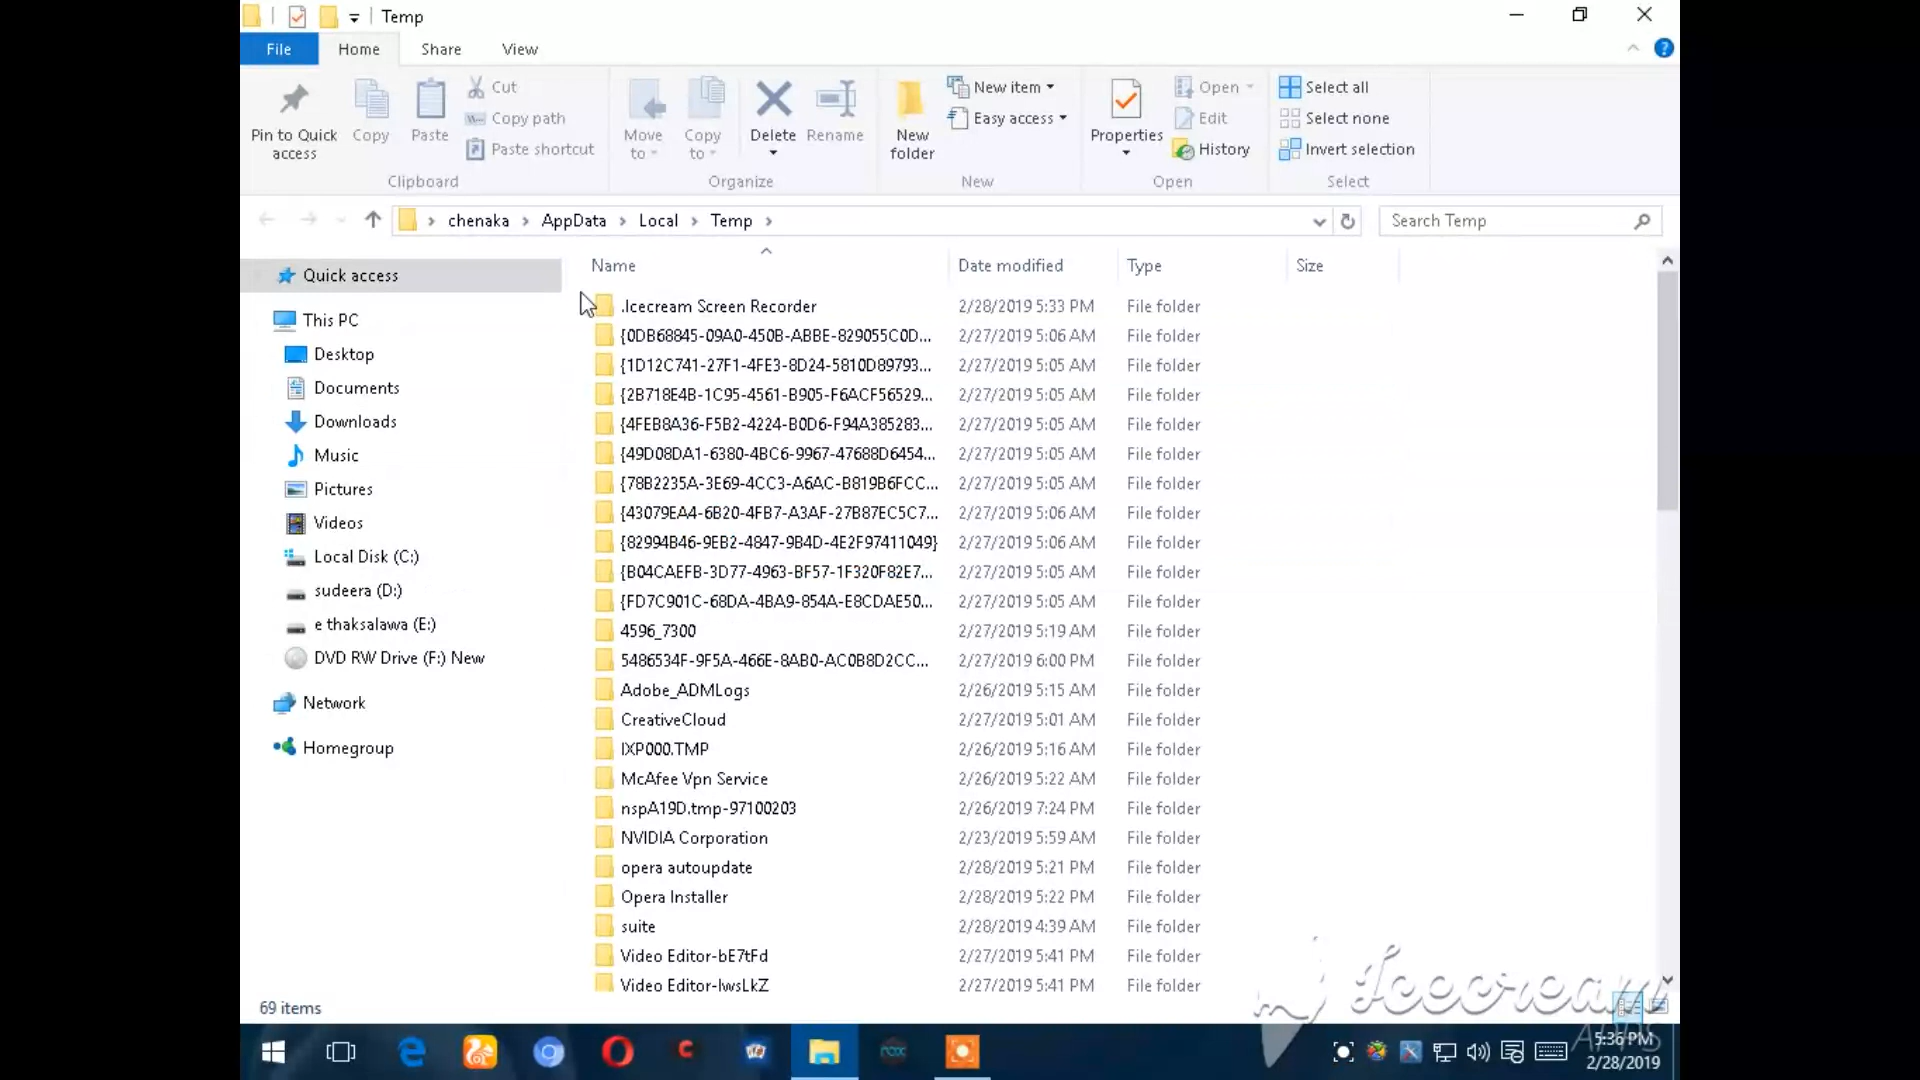 Temp
File Home Share View
Pin to Quick access
Copy
Paste
Cut
Copy path
Paste shortcut
Clipboard
Move to
Copy to
Delete
Rename
Organize
New folder
New item
Easy access
New
Properties
Open
Edit
History
Open
Select all
Select none
Invert selection
Select
chenaka > AppData > Local > Temp >
Search Temp
Quick access
This PC
Desktop
Documents
Downloads
Music
Pictures
Videos
Local Disk (C:)
sudeera (D:)
e thaksalawa (E:)
DVD RW Drive (F:) New
Network
Homegroup
Name Date modified Type Size
.Icecream Screen Recorder 2/28/2019 5:33 PM File folder
{0DB68845-09A0-450B-ABBE-829055C0D... 2/27/2019 5:06 AM File folder
{1D12C741-27F1-4FE3-8D24-5810D89793... 2/27/2019 5:05 AM File folder
{2B718E4B-1C95-4561-B905-F6ACF56529... 2/27/2019 5:05 AM File folder
{4FEB8A36-F5B2-4224-B0D6-F94A385283... 2/27/2019 5:05 AM File folder
{49D08DA1-6380-4BC6-9967-47688D6454... 2/27/2019 5:05 AM File folder
{78B2235A-3E69-4CC3-A6AC-B819B6FCC... 2/27/2019 5:05 AM File folder
{43079EA4-6B20-4FB7-A3AF-27B87EC5C7... 2/27/2019 5:06 AM File folder
{82994B46-9EB2-4847-9B4D-4E2F97411049} 2/27/2019 5:06 AM File folder
{B04CAEFB-3D77-4963-BF57-1F320F82E7... 2/27/2019 5:05 AM File folder
{FD7C901C-68DA-4BA9-854A-E8CDAE50... 2/27/2019 5:05 AM File folder
4596_7300 2/27/2019 5:19 AM File folder
5486534F-9F5A-466E-8AB0-AC0B8D2CC... 2/27/2019 6:00 PM File folder
Adobe_ADMLogs 2/26/2019 5:15 AM File folder
CreativeCloud 2/27/2019 5:01 AM File folder
IXP000.TMP 2/26/2019 5:16 AM File folder
McAfee Vpn Service 2/26/2019 5:22 AM File folder
nspA19D.tmp-97100203 2/26/2019 7:24 PM File folder
NVIDIA Corporation 2/23/2019 5:59 AM File folder
opera autoupdate 2/28/2019 5:21 PM File folder
Opera Installer 2/28/2019 5:22 PM File folder
suite 2/28/2019 4:39 AM File folder
Video Editor-bE7tFd 2/27/2019 5:41 PM File folder
Video Editor-IwsLkZ 2/27/2019 5:41 PM File folder
69 items
Icecream
APPS
nox
5:36 PM
2/28/2019